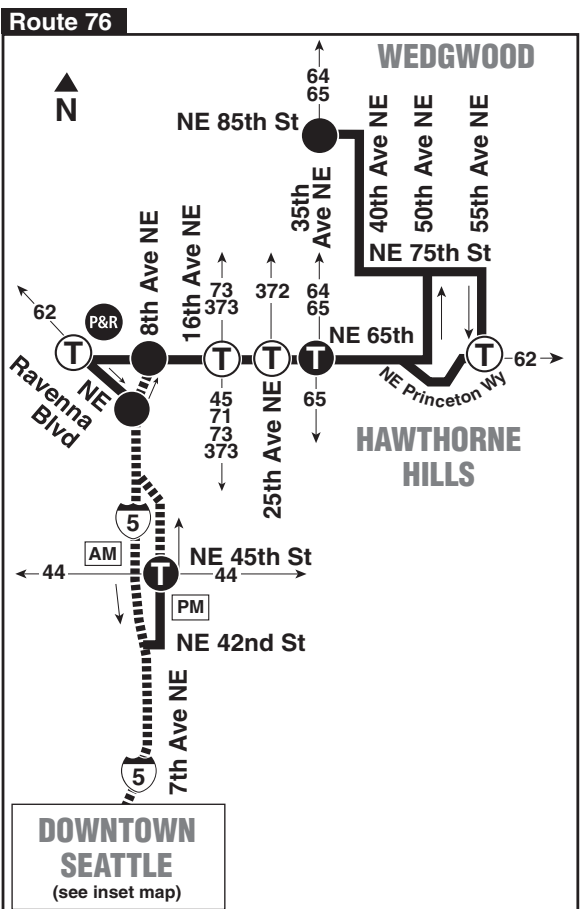 Route 76
WEDGWOOD
N
64
65
NE 85th St
35th
Ave NE
40th Ave NE
50th Ave NE
55th Ave NE
NE 75th St
8th Ave NE
16th Ave NE
73
373
372
64
65
62
P&R
T
T
T
T
NE 65th
T
62
Ravenna
Blvd
NE
45
71
73
373
25th Ave NE
65
NE Princeton Wy
HAWTHORNE
HILLS
5
AM
NE 45th St
44
T
44
PM
NE 42nd St
7th Ave NE
5
DOWNTOWN
SEATTLE
(see inset map)